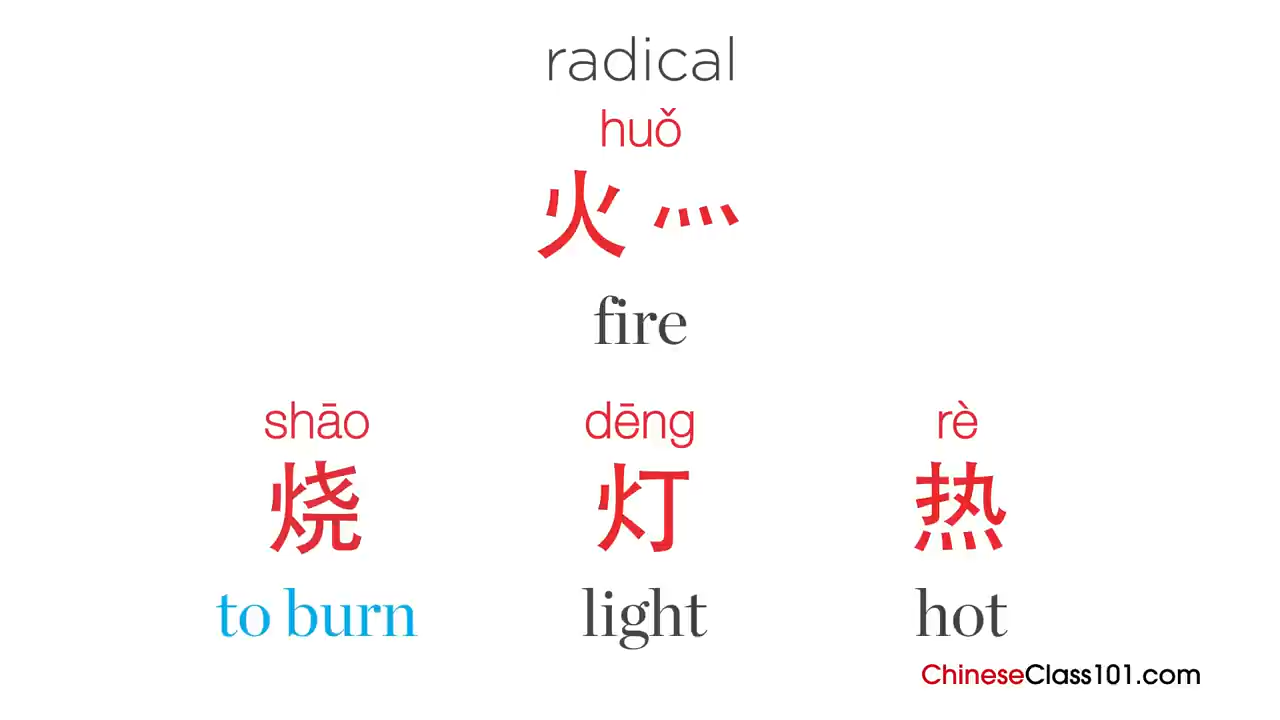 radical
huǒ
火 灬
fire
shāo dēng rè
烧 灯 热
to burn light hot
ChineseClass101.com